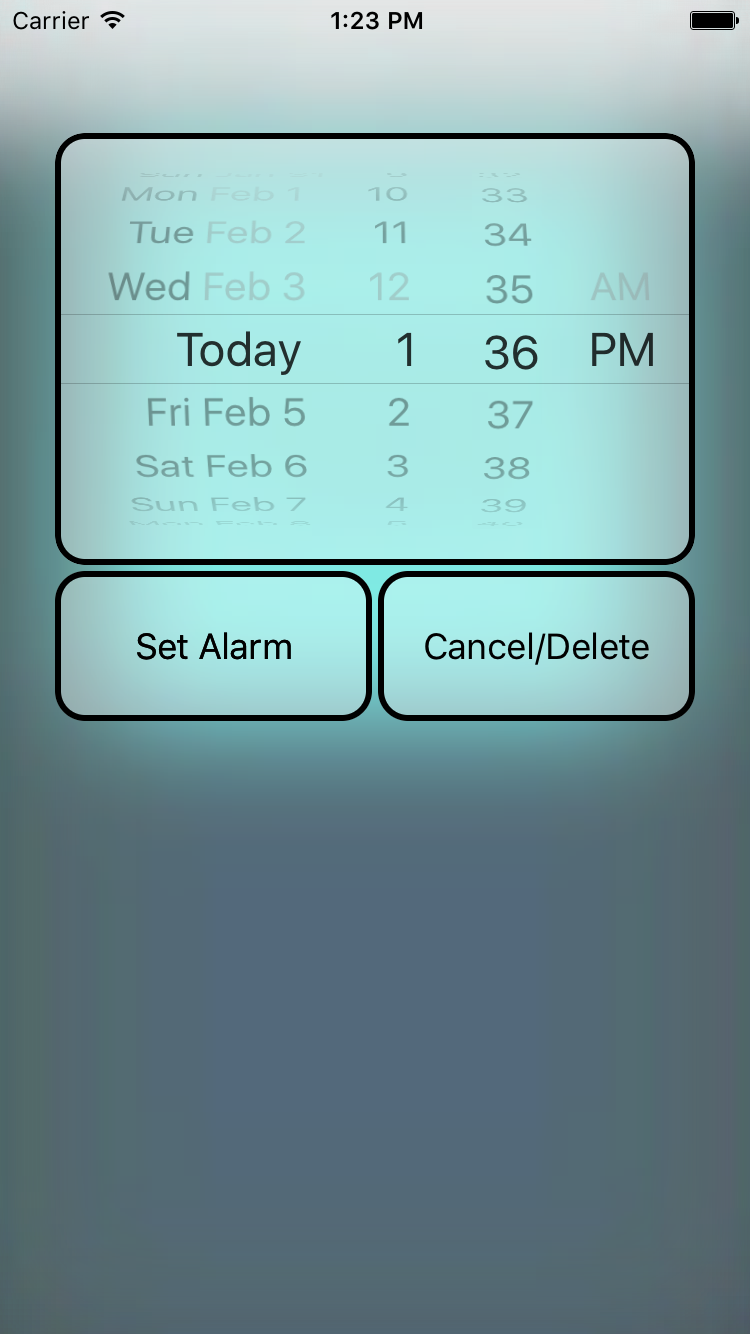 Carrier 1:23 PM
Mon Feb 1 10 33
Tue Feb 2 11 34
Wed Feb 3 12 35 AM
Today 1 36 PM
Fri Feb 5 2 37
Sat Feb 6 3 38
Sun Feb 7 4 39
Set Alarm Cancel/Delete